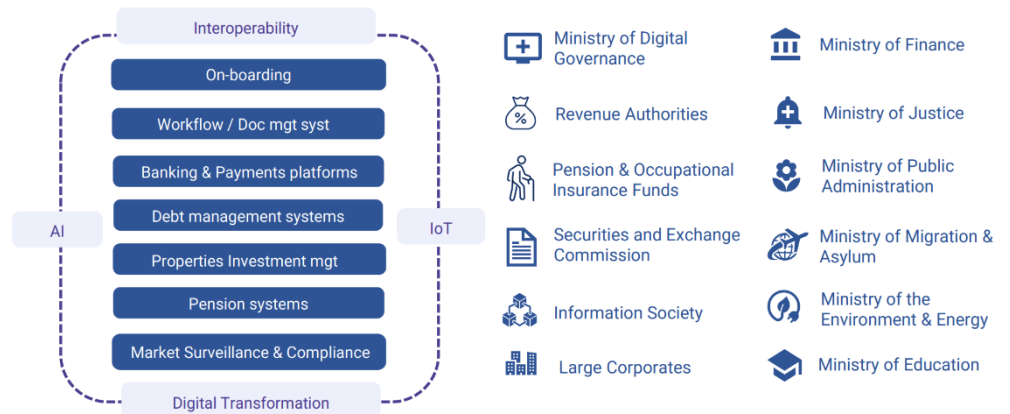 Interoperability
On-boarding
Workflow / Doc mgt syst
Banking & Payments platforms
Debt management systems
AI
IoT
Properties Investment mgt
Pension systems
Market Surveillance & Compliance
Digital Transformation
Ministry of Digital
Governance
Revenue Authorities
%
Pension & Occupational
Insurance Funds
Securities and Exchange
Commission
Information Society
Large Corporates
Ministry of Finance
Ministry of Justice
Ministry of Public
Administration
Ministry of Migration &
Asylum
Ministry of the
Environment & Energy
Ministry of Education